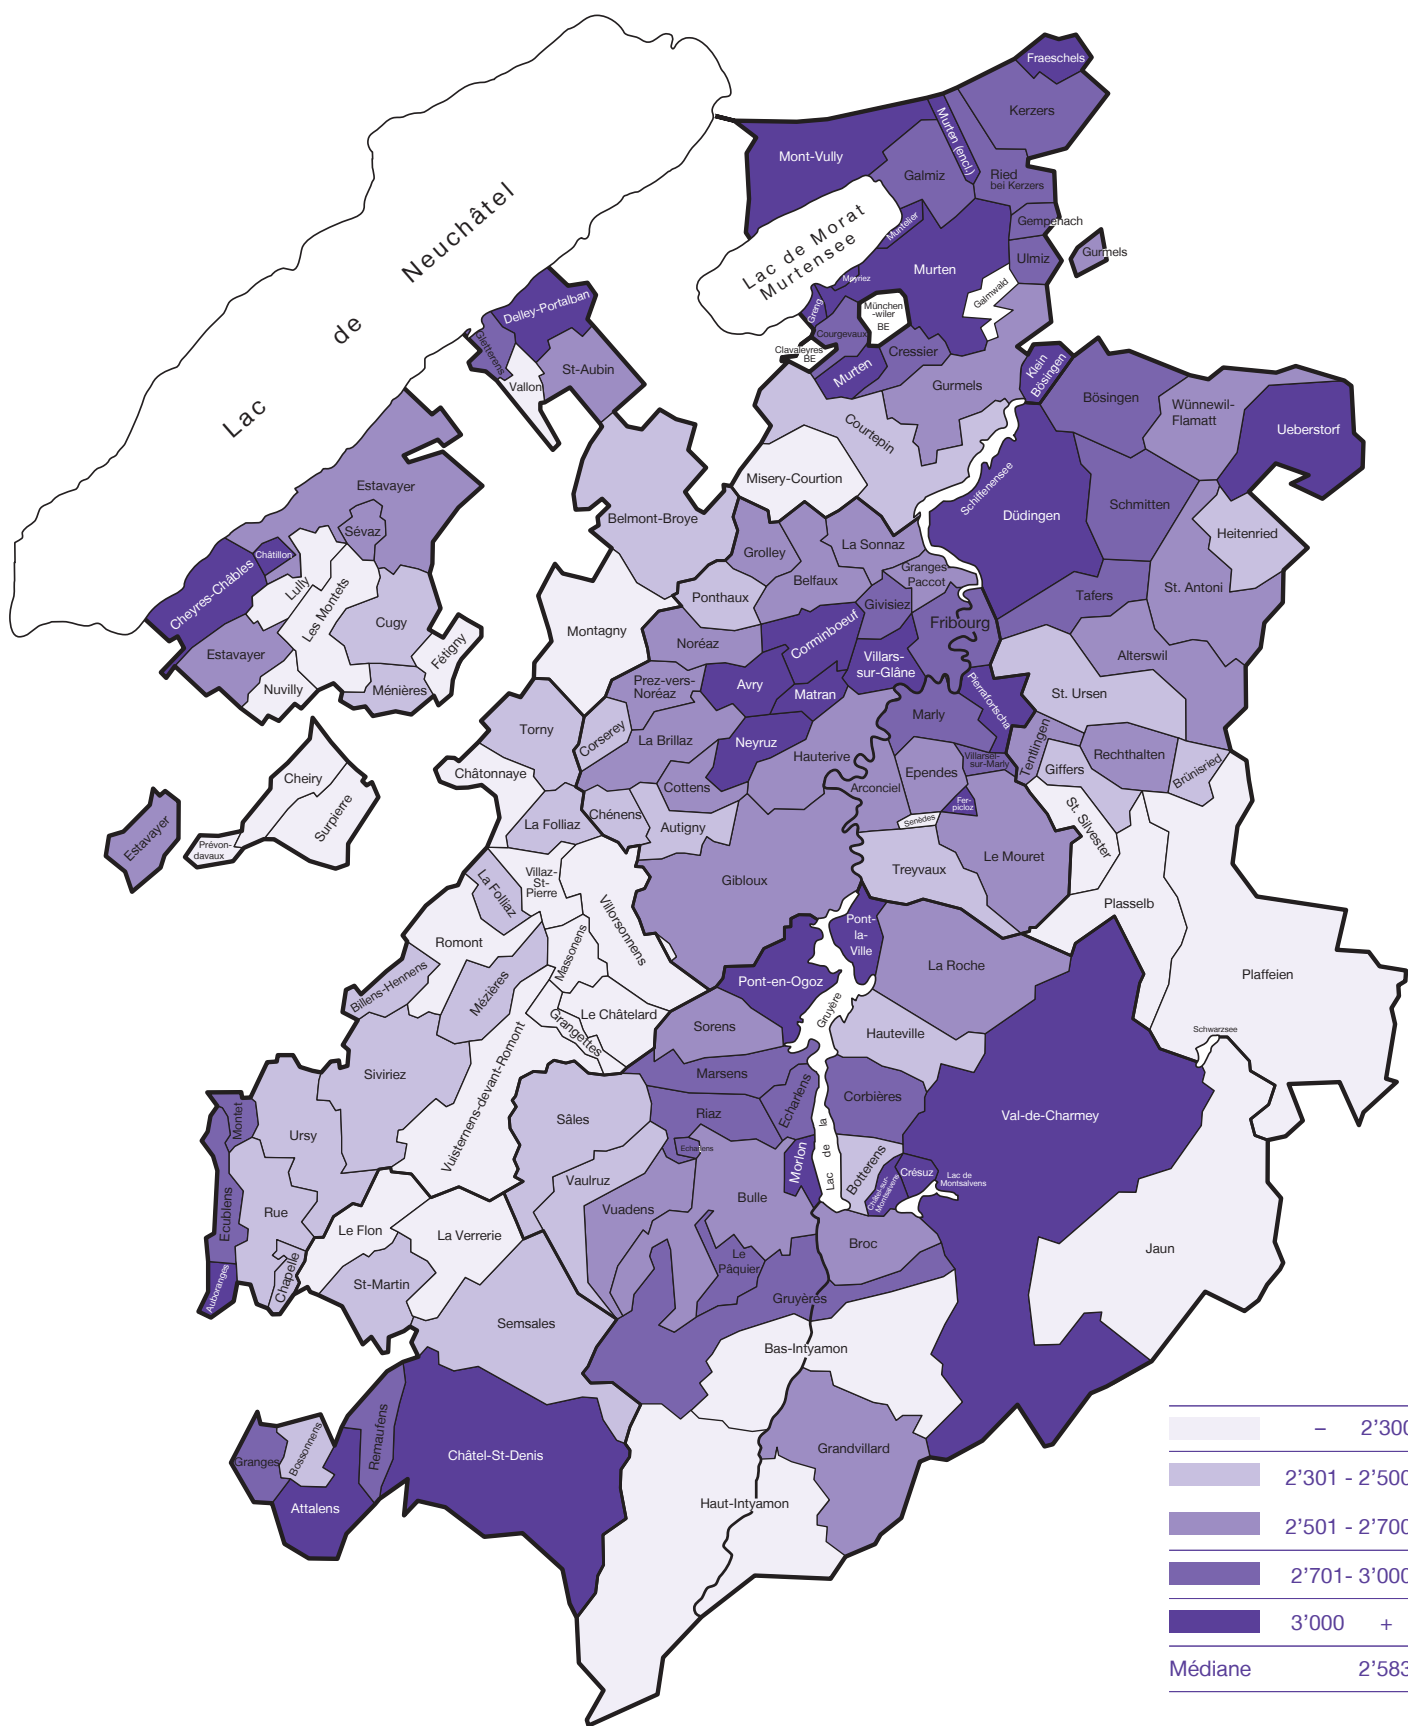 Fraeschels
Kerzers
Murten (encl.)
Mont-Vully
Galmiz
Ried
bei Kerzers
Gempenach
Gurmels
Ulmiz
Muntelier
Murten
Meyriez
Galmwald
Greng
München
-wiler
BE
Courgevaux
Clavaleyres
BE
Cressier
Murten
Gurmels
Lac de Morat
Murtensee
Lac
de
Neuchâtel
Delley-Portalban
Gletterens
Vallon
St-Aubin
Klein
Bösingen
Bösingen
Wünnewil-
Flamatt
Ueberstorf
Courtepin
Misery-Courtion
Schiffenensee
Düdingen
Schmitten
Heitenried
St. Antoni
Tafers
Alterswil
St. Ursen
Estavayer
Sévaz
Châtillon
Cheyres-Châbles
Lully
Les Montets
Cugy
Fétigny
Estavayer
Nuvilly
Ménières
Belmont-Broye
Grolley
La Sonnaz
Belfaux
Granges-
Paccot
Ponthaux
Givisiez
Fribourg
Montagny
Noréaz
Corminboeuf
Villars-
sur-Glâne
Prez-vers-
Noréaz
Avry
Matran
Pierrafortscha
Marly
Torny
Corserey
La Brillaz
Neyruz
Hauterive
Villarsel-
sur-Marly
Tentlingen
Giffers
Rechthalten
Brünisried
Châtonnaye
Cottens
Arconciel
Ependes
Fer-
picloz
Senèdes
St. Silvester
Cheiry
Surpierre
Prévon-
davaux
Estavayer
La Folliaz
Chénens
Autigny
Le Mouret
Treyvaux
Gibloux
Villaz-
St-
Pierre
La Folliaz
Villorsonnens
Plasselb
Plaffeien
Romont
Massonens
Pont-
la-
Ville
La Roche
Billens-Hennens
Mézières
Pont-en-Ogoz
Le Châtelard
Grangettes
Sorens
Gruyère
Hauteville
Schwarzsee
Siviriez
Vuisternens-devant-Romont
Marsens
Echarlens
Corbières
Val-de-Charmey
Montet
Ursy
Sâles
Riaz
Echarlens
Morlon
Lac de la
Botterens
Châtel-sur-
Montsalvens
Crésuz
Lac de
Montsalvens
Ecublens
Rue
Vaulruz
Vuadens
Bulle
Le Flon
La Verrerie
Le
Pâquier
Broc
Jaun
Auboranges
Chapelle
St-Martin
Gruyères
Semsales
Bas-Intyamon
Remaufens
Granges
Bossonnens
Attalens
Châtel-St-Denis
Grandvillard
Haut-Intyamon
– 2'300
2'301 - 2'500
2'501 - 2'700
2'701- 3'000
3'000 +
Médiane 2'583